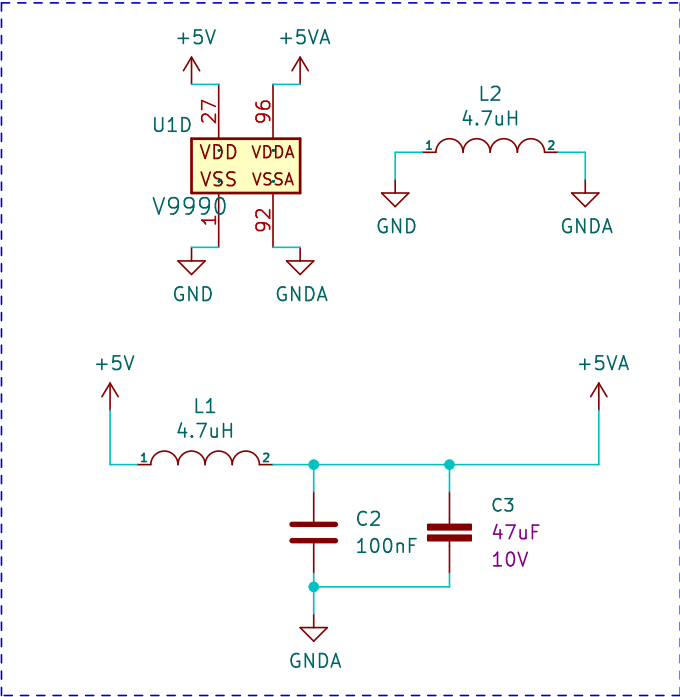 +5V
+5VA
27
96
U1D
VDD
VDDA
VSS
VSSA
V9990
1
92
GND
GNDA
L2
4.7uH
1
2
GND
GNDA
+5V
+5VA
L1
4.7uH
1
2
C2
100nF
C3
47uF
10V
GNDA